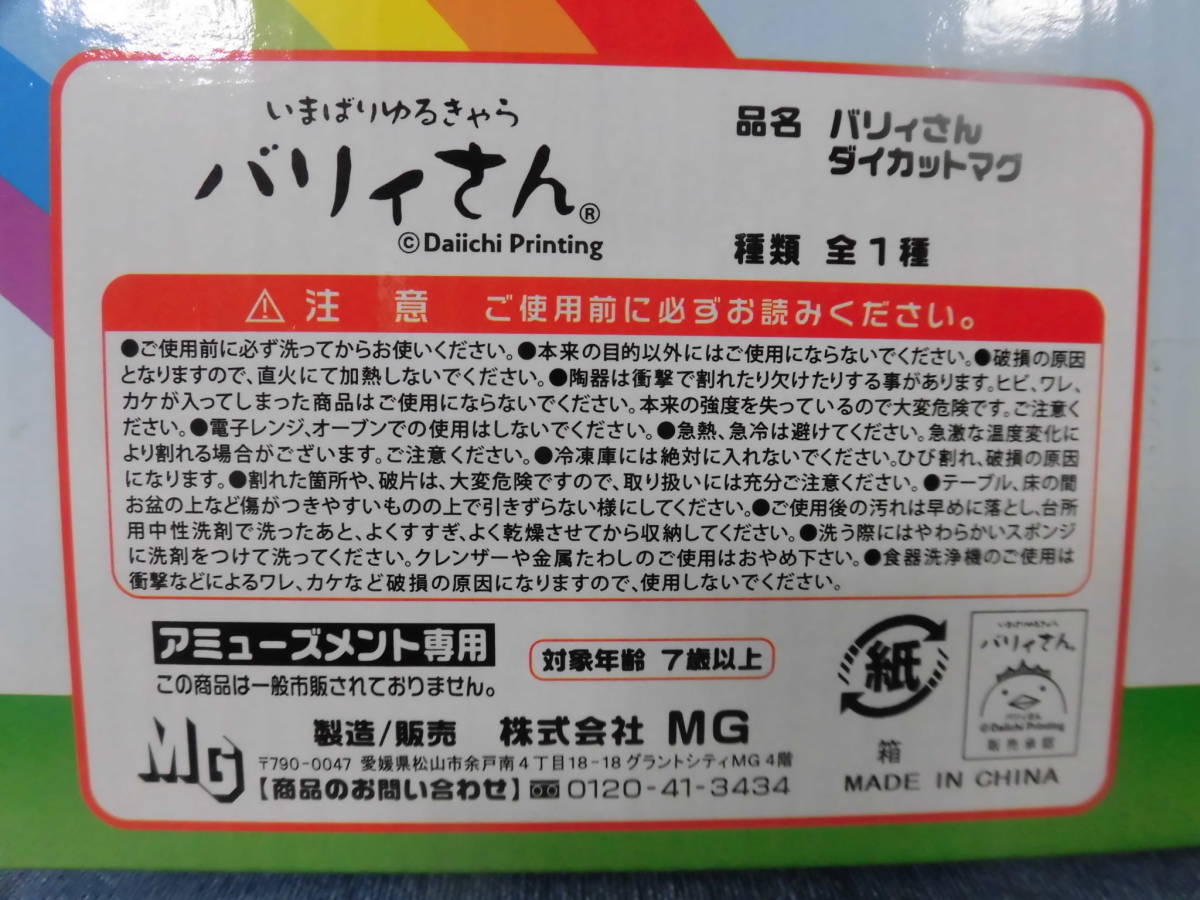 いまばりゆるきゃら
バリィさん®
©Daiichi Printing
品名 バリィさん
ダイカットマグ
種類 全1種
⚠注 意 ご使用前に必ずお読みください。
●ご使用前に必ず洗ってからお使いください。●本来の目的以外にはご使用にならないでください。●破損の原因
となりますので、直火にて加熱しないでください。●陶器は衝撃で割れたり欠けたりする事があります。ヒビ、ワレ、
カケが入ってしまった商品はご使用にならないでください。本来の強度を失っているので大変危険です。ご注意く
ださい。●電子レンジ、オーブンでの使用はしないでください。●急熱、急冷は避けてください。急激な温度変化に
より割れる場合がございます。ご注意ください。●冷凍庫には絶対に入れないでください。ひび割れ、破損の原因
になります。●割れた箇所や、破片は、大変危険ですので、取り扱いには充分ご注意ください。●テーブル、床の間
お盆の上など傷がつきやすいものの上で引きずらない様にしてください。●ご使用後の汚れは早めに落とし、台所
用中性洗剤で洗ったあと、よくすすぎ、よく乾燥させてから収納してください。●洗う際にはやわらかいスポンジ
に洗剤をつけて洗ってください。クレンザーや金属たわしのご使用はおやめ下さい。●食器洗浄機のご使用は
衝撃などによるワレ、カケなど破損の原因になりますので、使用しないでください。
アミューズメント専用
この商品は一般市販されておりません。
対象年齢 7歳以上
MG
製造/販売 株式会社 MG
〒790-0047 愛媛県松山市余戸南4丁目18-18グラントシティMG4階
【商品のお問い合わせ】0120-41-3434
紙
箱
いまばりゆるきゃら
バリィさん®
バリィさん
©Daiichi Printing
販売承認
MADE IN CHINA